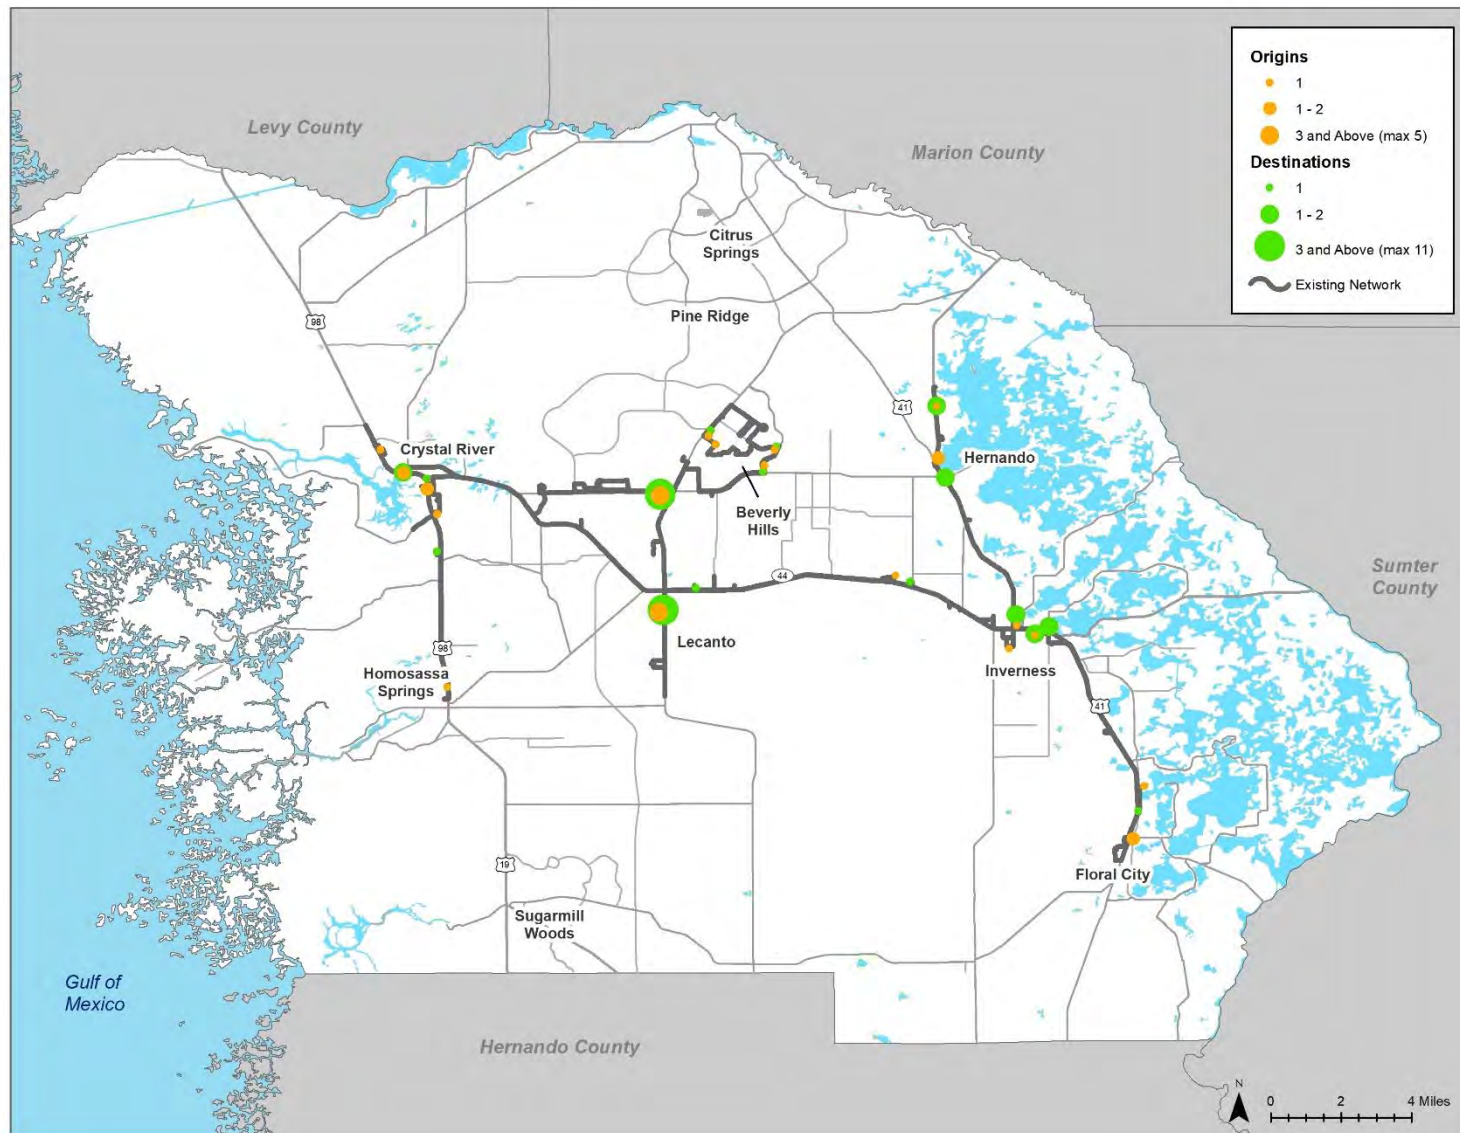 Origins
1
1 - 2
3 and Above (max 5)
Destinations
1
1 - 2
3 and Above (max 11)
Existing Network
Levy County
Marion County
Citrus
Springs
Pine Ridge
98
41
Crystal River
Hernando
Beverly
Hills
44
Sumter
County
Lecanto
98
Homosassa
Springs
Inverness
41
19
Floral City
Sugarmill
Woods
Gulf of
Mexico
Hernando County
N
0 2 4 Miles